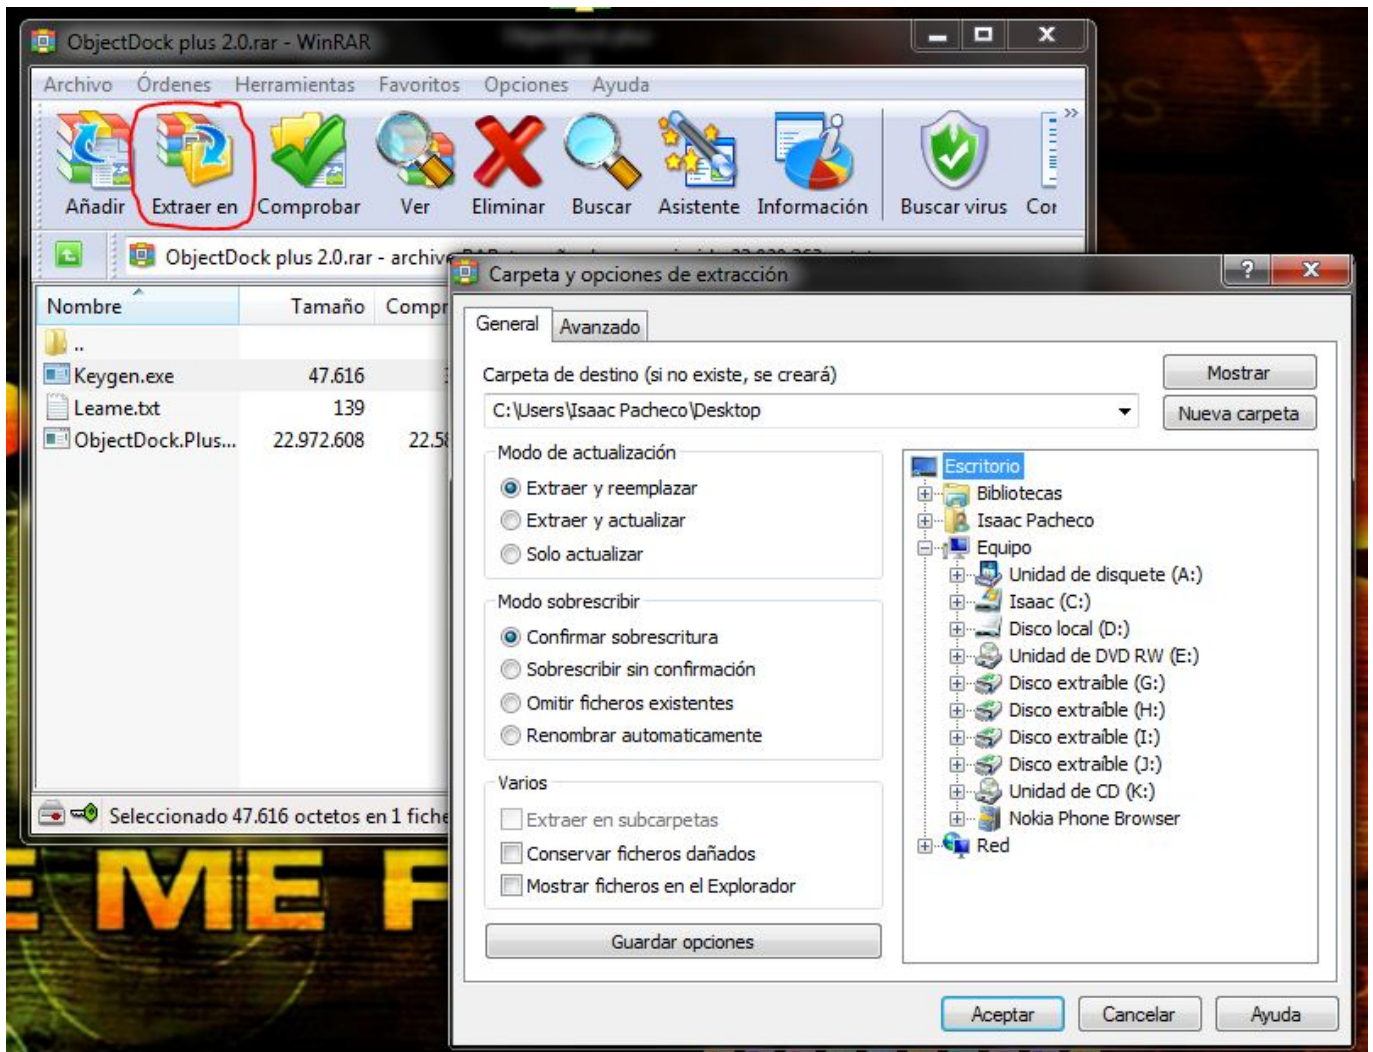 ObjectDock plus 2.0.rar - WinRAR
Archivo Órdenes Herramientas Favoritos Opciones Ayuda
Añadir Extraer en Comprobar Ver Eliminar Buscar Asistente Información Buscar virus
ObjectDock plus 2.0.rar - archive
Nombre Tamaño Compr
..
Keygen.exe 47.616
Leame.txt 139
ObjectDock.Plus... 22.972.608 22.58
Seleccionado 47.616 octetos en 1 fiche
Carpeta y opciones de extracción
General Avanzado
Carpeta de destino (si no existe, se creará)
Mostrar
C:\Users\Isaac Pacheco\Desktop
Nueva carpeta
Modo de actualización
Extraer y reemplazar
Extraer y actualizar
Solo actualizar
Modo sobrescribir
Confirmar sobrescritura
Sobrescribir sin confirmación
Omitir ficheros existentes
Renombrar automaticamente
Varios
Extraer en subcarpetas
Conservar ficheros dañados
Mostrar ficheros en el Explorador
Guardar opciones
Escritorio
Bibliotecas
Isaac Pacheco
Equipo
Unidad de disquete (A:)
Isaac (C:)
Disco local (D:)
Unidad de DVD RW (E:)
Disco extraíble (G:)
Disco extraíble (H:)
Disco extraíble (I:)
Disco extraíble (J:)
Unidad de CD (K:)
Nokia Phone Browser
Red
Aceptar Cancelar Ayuda
E ME F